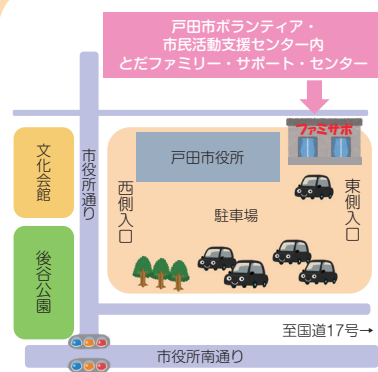 戸田市ボランティア・
市民活動支援センター内
とだファミリー・サポート・センター
ファミサポ
文化会館
市役所通り
戸田市役所
西側入口
駐車場
東側入口
後谷公園
至国道17号→
市役所南通り